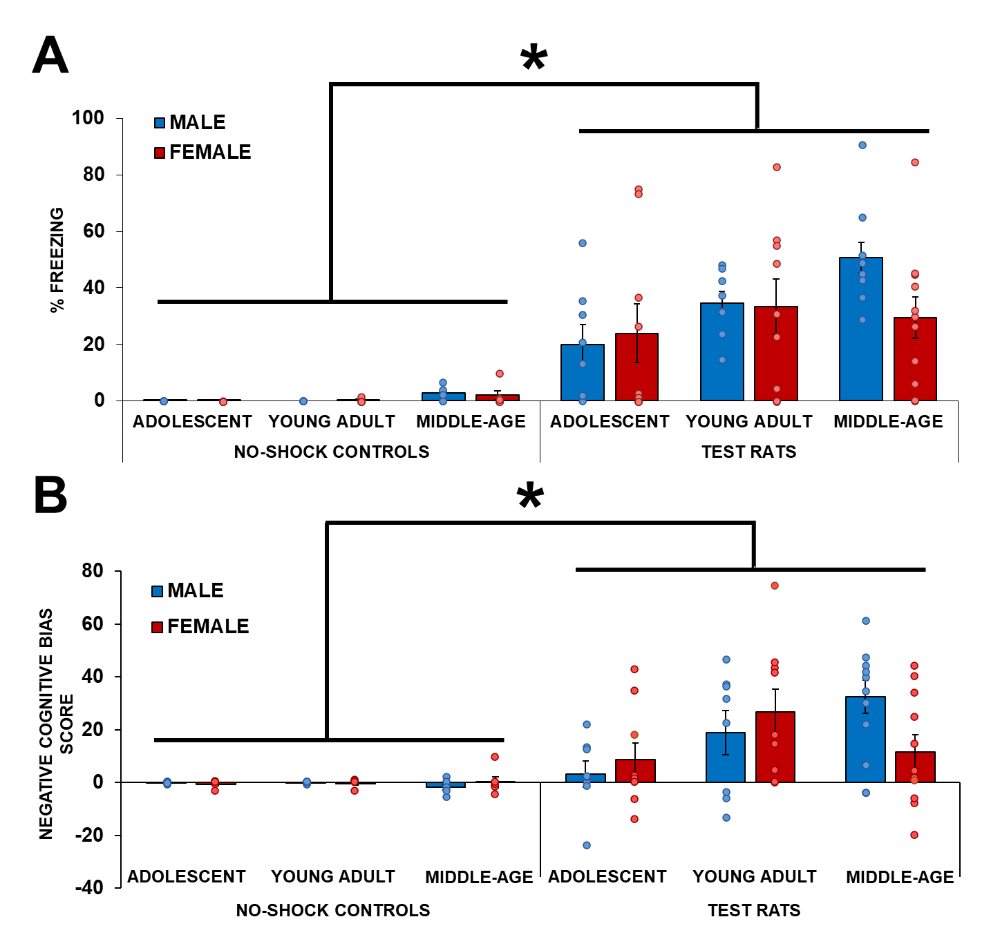 A
*
100
80
60
40
20
0
% FREEZING
MALE
FEMALE
ADOLESCENT YOUNG ADULT MIDDLE-AGE ADOLESCENT YOUNG ADULT MIDDLE-AGE
NO-SHOCK CONTROLS TEST RATS
B
*
80
60
40
20
0
-20
-40
NEGATIVE COGNITIVE BIAS
SCORE
MALE
FEMALE
ADOLESCENT YOUNG ADULT MIDDLE-AGE ADOLESCENT YOUNG ADULT MIDDLE-AGE
NO-SHOCK CONTROLS TEST RATS